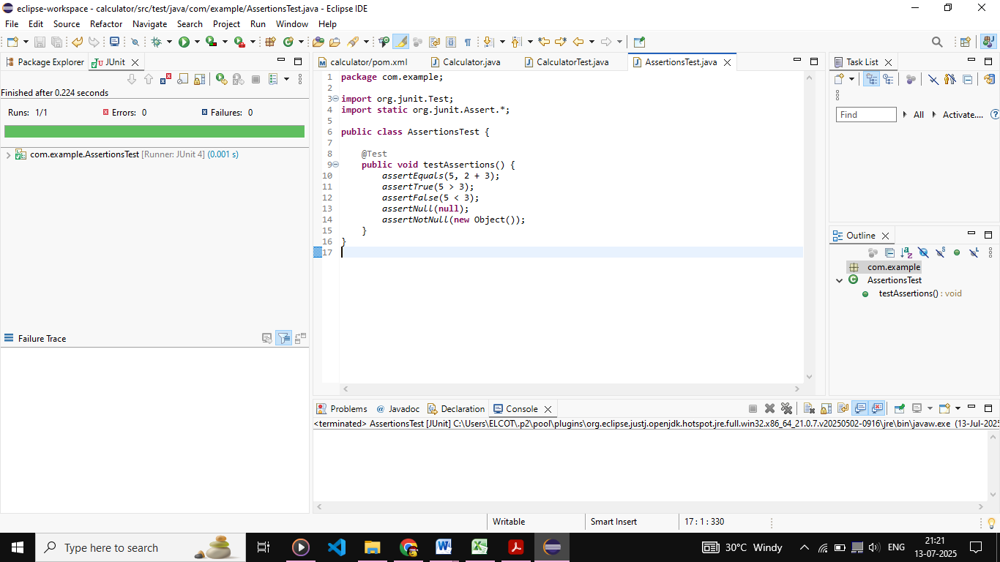 eclipse-workspace - calculator/src/test/java/com/example/AssertionsTest.java - Eclipse IDE
File Edit Source Refactor Navigate Search Project Run Window Help
Package Explorer JUnit
Finished after 0.224 seconds
Runs: 1/1 Errors: 0 Failures: 0
com.example.AssertionsTest [Runner: JUnit 4] (0.001 s)
Failure Trace
calculator/pom.xml Calculator.java CalculatorTest.java AssertionsTest.java
1 package com.example;
2
3 import org.junit.Test;
4 import static org.junit.Assert.*;
5
6 public class AssertionsTest {
7
8 @Test
9 public void testAssertions() {
10 assertEquals(5, 2 + 3);
11 assertTrue(5 > 3);
12 assertFalse(5 < 3);
13 assertNull(null);
14 assertNotNull(new Object());
15 }
16 }
17
Task List
Find All Activate....
Outline
com.example
AssertionsTest
testAssertions() : void
Problems Javadoc Declaration Console
<terminated> AssertionsTest [JUnit] C:\Users\ELCOT\.p2\pool\plugins\org.eclipse.justj.openjdk.hotspot.jre.full.win32.x86_64_21.0.7.v20250502-0916\jre\bin\javaw.exe (13-Jul-2025
Writable Smart Insert 17 : 1 : 330
Type here to search
30°C Windy ENG 21:21
13-07-2025